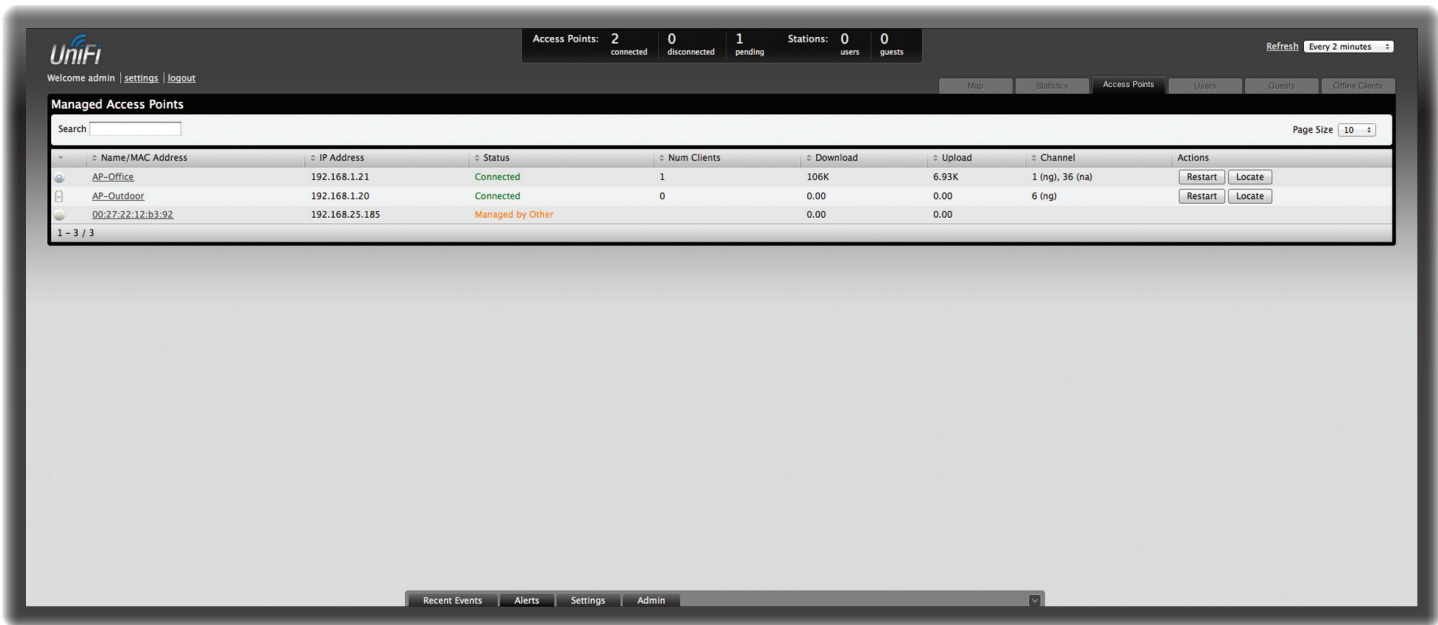 Access Points: 2 connected 0 disconnected 1 pending Stations: 0 users 0 guests
UniFi
Refresh Every 2 minutes
Welcome admin | settings | logout
Map Statistics Access Points Users Guests Offline Clients
Managed Access Points
Search Page Size 10
Name/MAC Address IP Address Status Num Clients Download Upload Channel Actions
AP-Office 192.168.1.21 Connected 1 106K 6.93K 1 (ng), 36 (na) Restart Locate
AP-Outdoor 192.168.1.20 Connected 0 0.00 0.00 6 (ng) Restart Locate
00:27:22:12:b3:92 192.168.25.185 Managed by Other 0.00 0.00
1 - 3 / 3
Recent Events Alerts Settings Admin